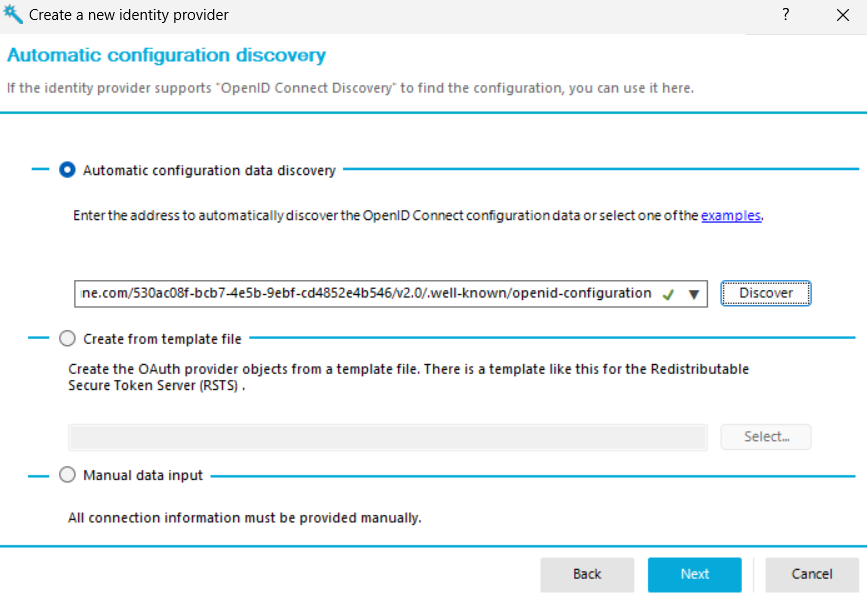 Create a new identity provider
?
Automatic configuration discovery
If the identity provider supports "OpenID Connect Discovery" to find the configuration, you can use it here.
Automatic configuration data discovery
Enter the address to automatically discover the OpenID Connect configuration data or select one of the examples.
ne.com/530ac08f-bcb7-4e5b-9ebf-cd4852e4b546/v2.0/.well-known/openid-configuration
Discover
Create from template file
Create the OAuth provider objects from a template file. There is a template like this for the Redistributable
Secure Token Server (RSTS) .
Select...
Manual data input
All connection information must be provided manually.
Back
Next
Cancel